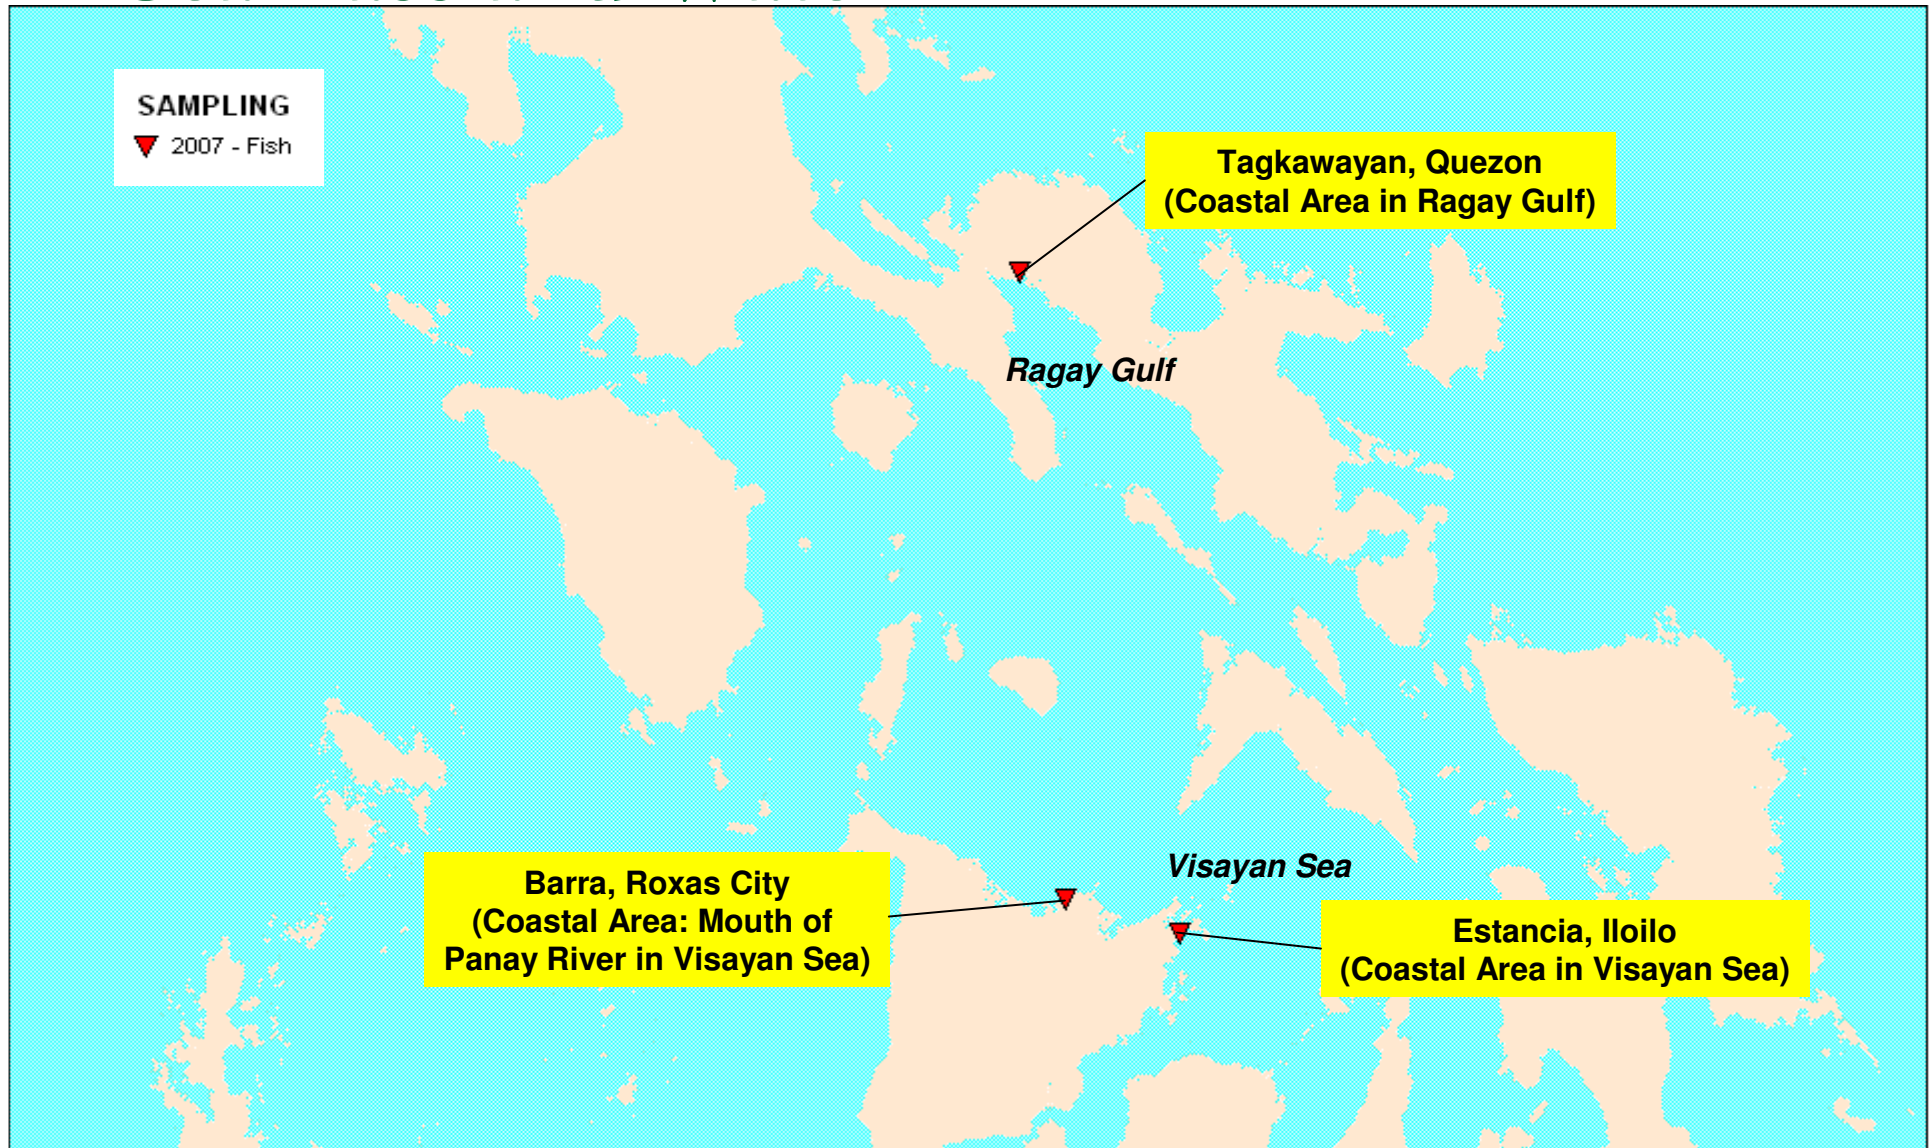 SAMPLING
2007 - Fish
Tagkawayan, Quezon
(Coastal Area in Ragay Gulf)
Ragay Gulf
Visayan Sea
Barra, Roxas City
(Coastal Area: Mouth of
Panay River in Visayan Sea)
Estancia, Iloilo
(Coastal Area in Visayan Sea)